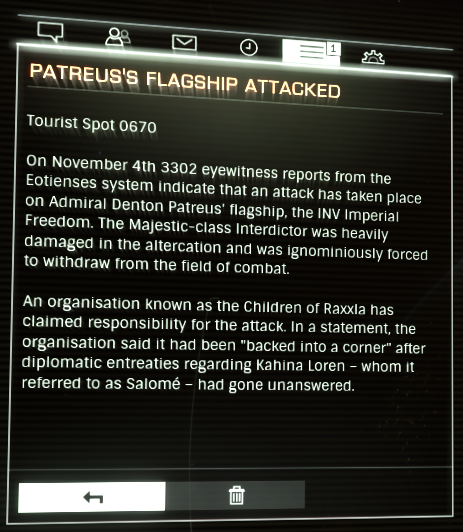 1
PATREUS'S FLAGSHIP ATTACKED
Tourist Spot 0670
On November 4th 3302 eyewitness reports from the
Eotienses system indicate that an attack has taken place
on Admiral Denton Patreus' flagship, the INV Imperial
Freedom. The Majestic-class Interdictor was heavily
damaged in the altercation and was ignominiously forced
to withdraw from the field of combat.
An organisation known as the Children of Raxxla has
claimed responsibility for the attack. In a statement, the
organisation said it had been "backed into a corner" after
diplomatic entreaties regarding Kahina Loren – whom it
referred to as Salomé – had gone unanswered.